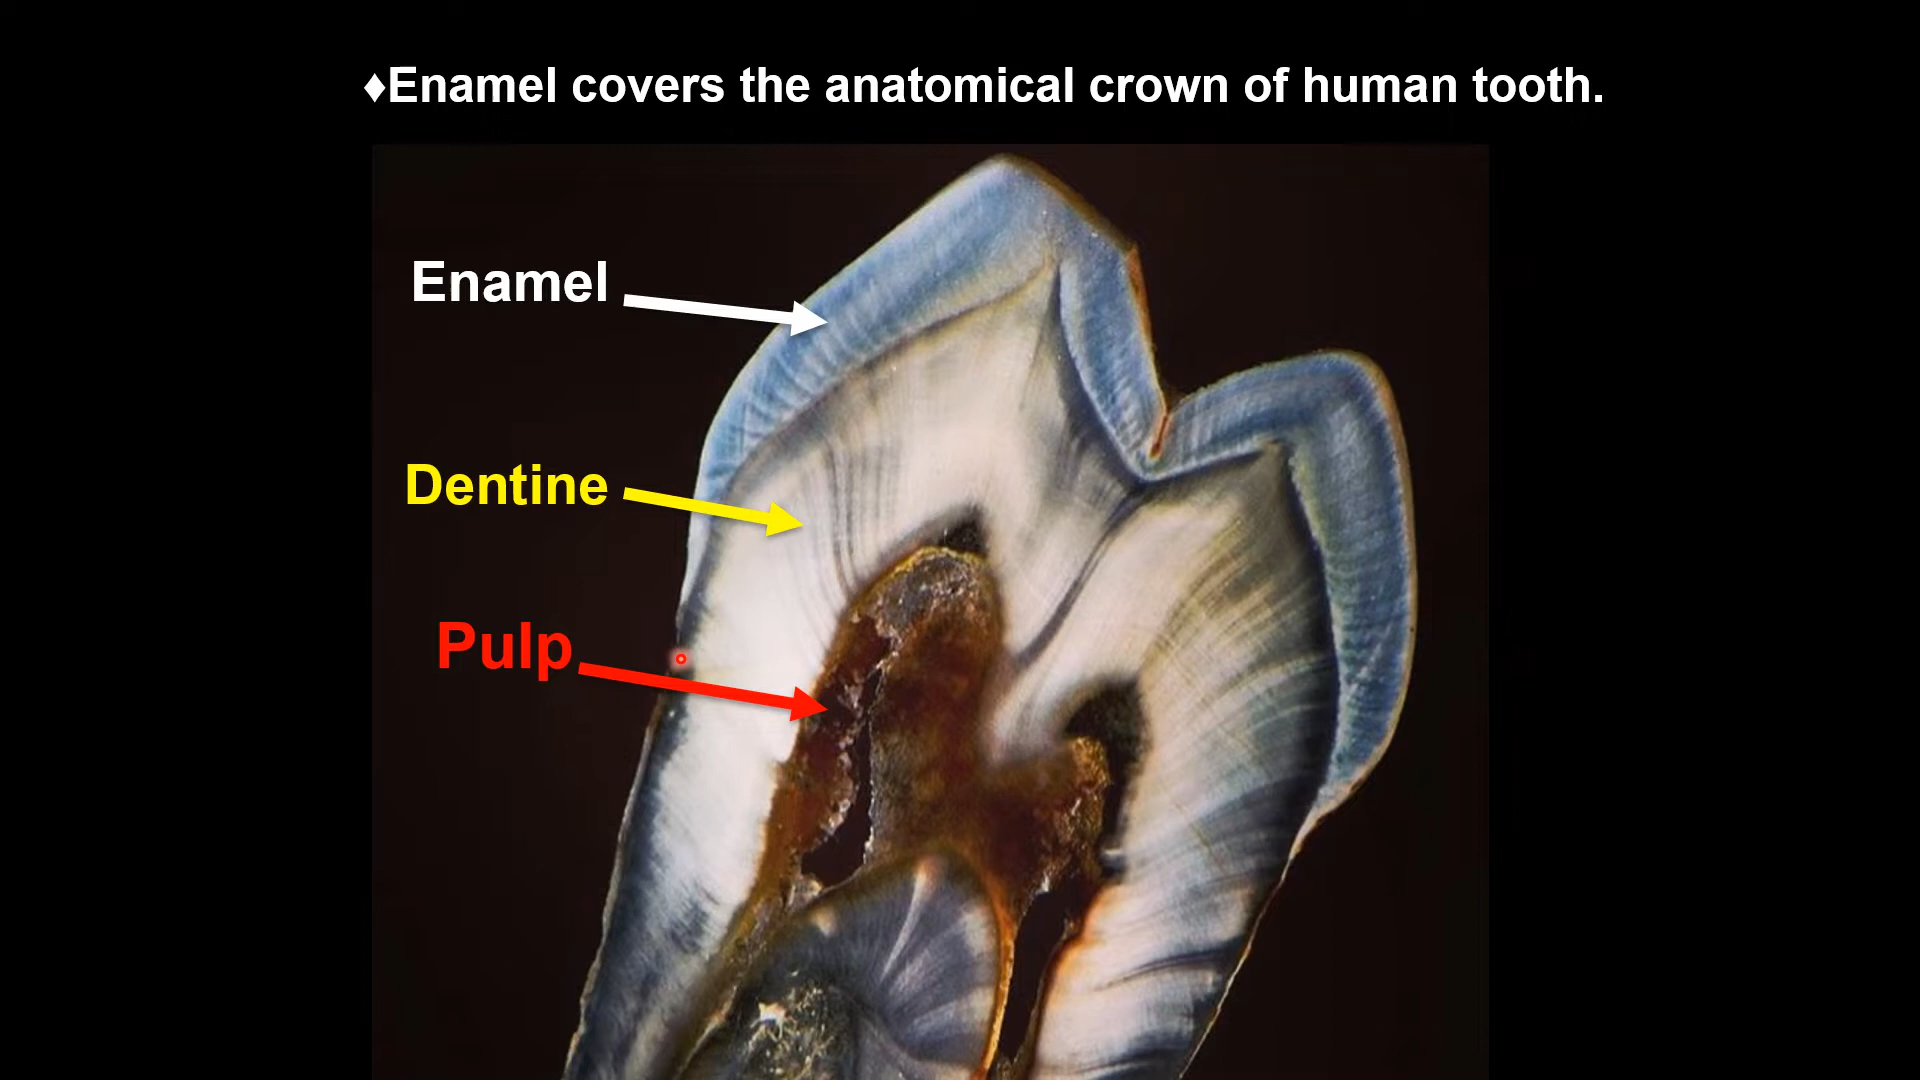 ♦Enamel covers the anatomical crown of human tooth.
Enamel
Dentine
Pulp